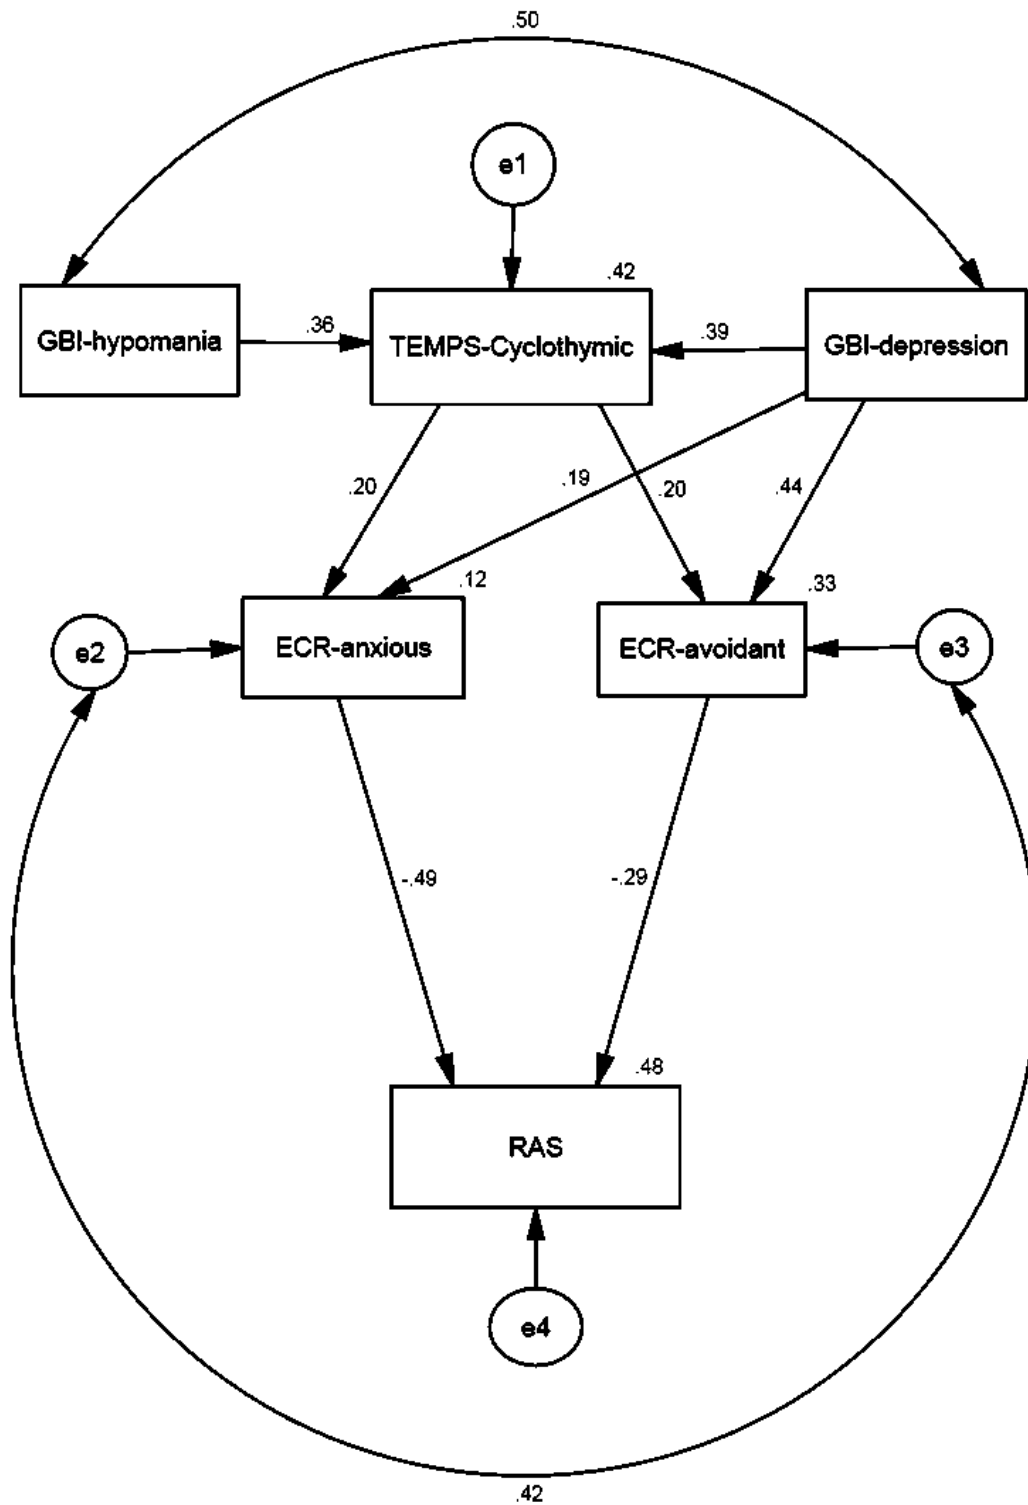 .50
e1
.42
GBI-hypomania
.36
TEMPS-Cyclothymic
.39
GBI-depression
.20
.19
.20
.44
.12
.33
e2
ECR-anxious
ECR-avoidant
e3
-.49
-.29
.48
RAS
e4
.42